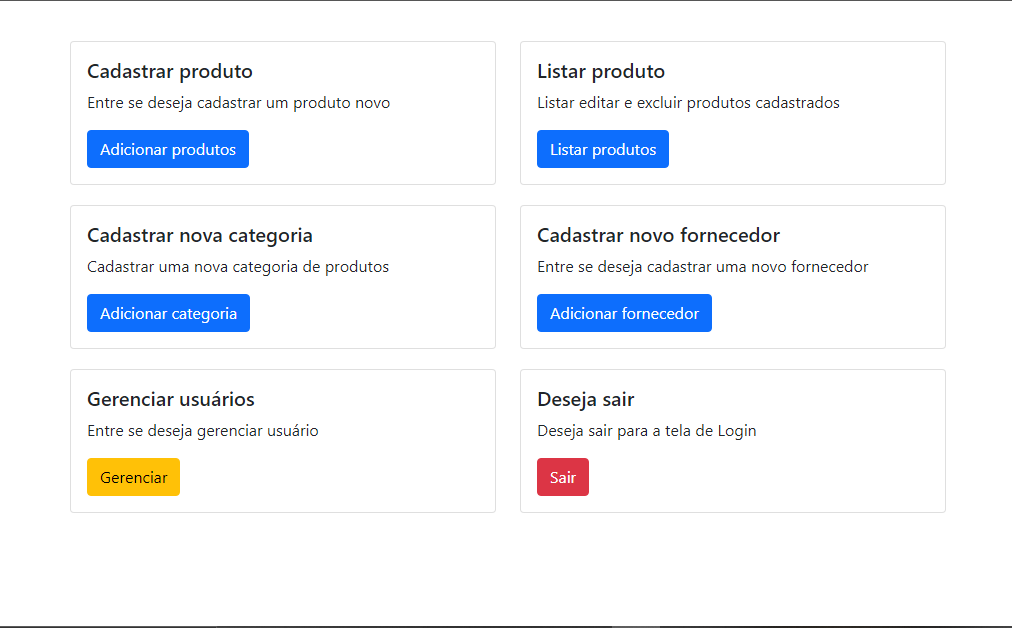 Cadastrar produto
Entre se deseja cadastrar um produto novo
Adicionar produtos
Listar produto
Listar editar e excluir produtos cadastrados
Listar produtos
Cadastrar nova categoria
Cadastrar uma nova categoria de produtos
Adicionar categoria
Cadastrar novo fornecedor
Entre se deseja cadastrar uma novo fornecedor
Adicionar fornecedor
Gerenciar usuários
Entre se deseja gerenciar usuário
Gerenciar
Deseja sair
Deseja sair para a tela de Login
Sair